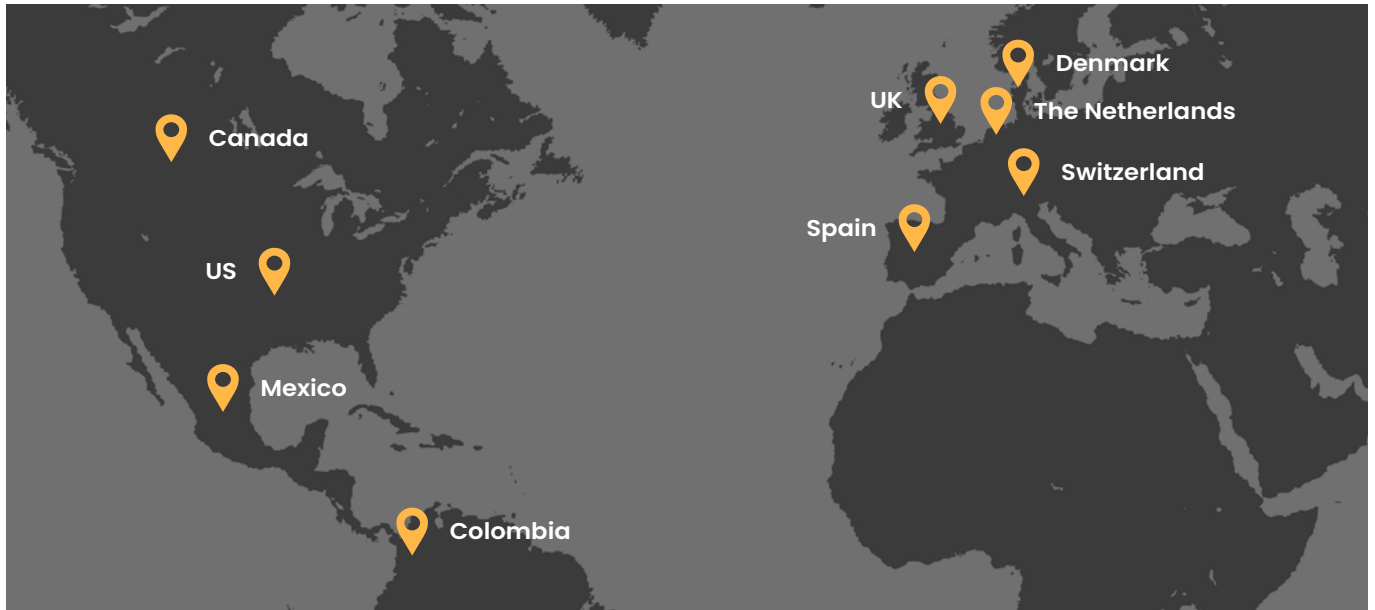 Denmark
UK
The Netherlands
Canada
Switzerland
Spain
US
Mexico
Colombia